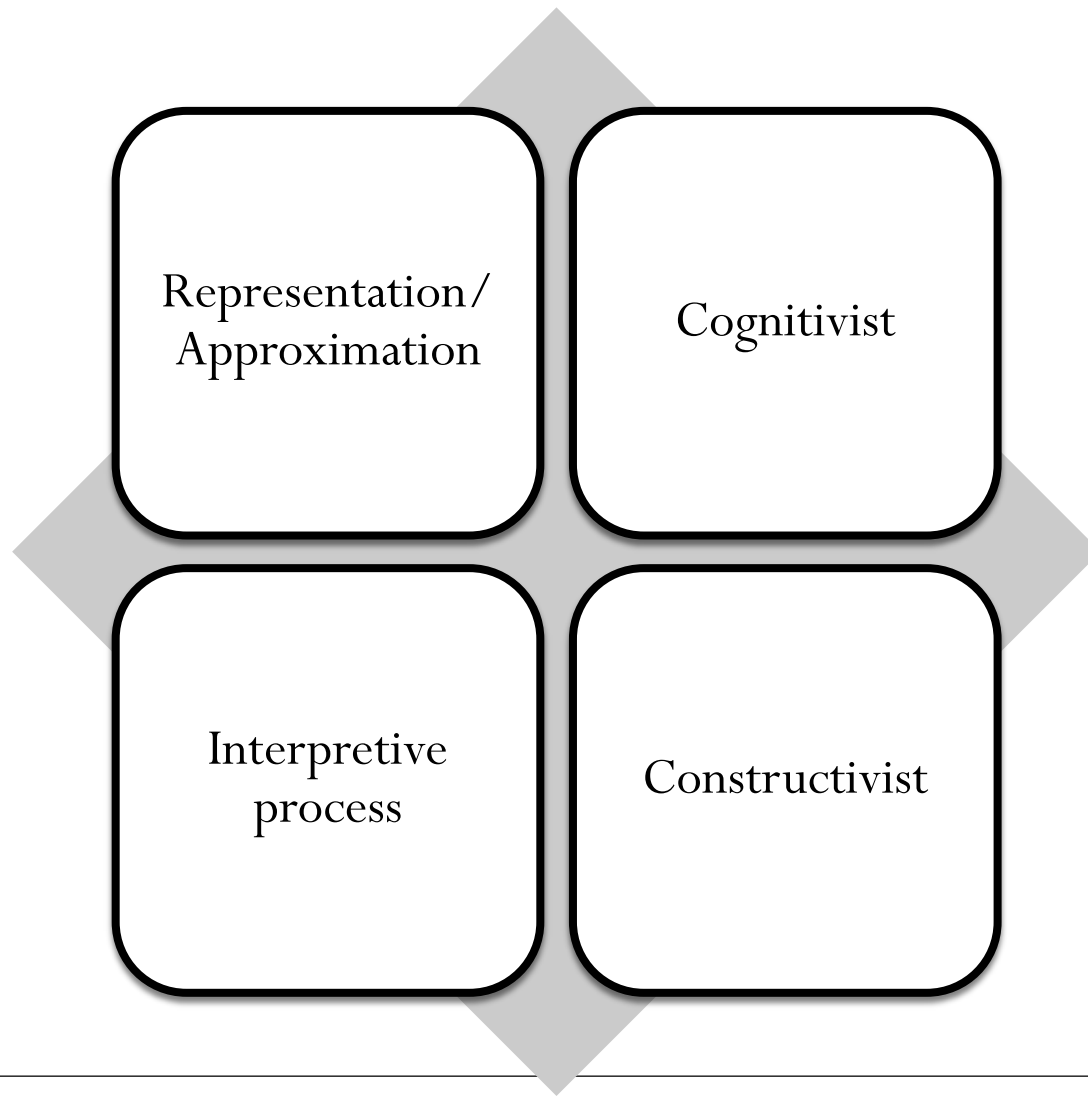 Representation/
Approximation
Cognitivist
Interpretive
process
Constructivist